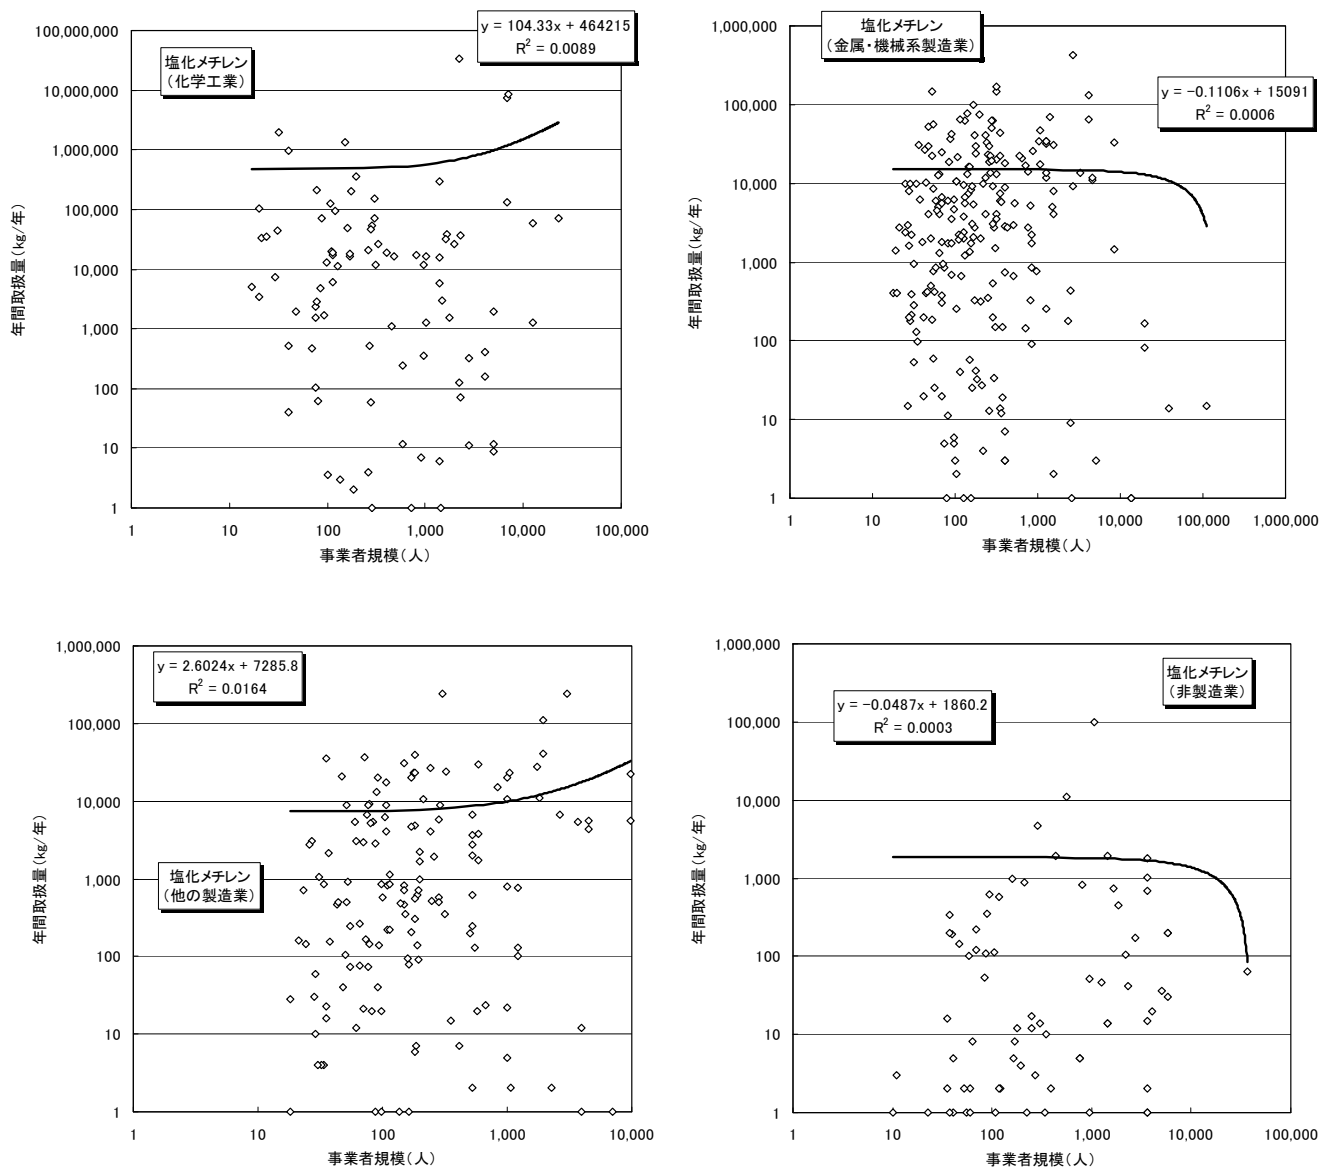 塩化メチレン
（化学工業）
y = 104.33x + 464215
R² = 0.0089
年間取扱量（kg/年）
100,000,000
10,000,000
1,000,000
100,000
10,000
1,000
100
10
1
1 10 100 1,000 10,000 100,000
事業者規模（人）
塩化メチレン
（金属・機械系製造業）
y = −0.1106x + 15091
R² = 0.0006
年間取扱量（kg/年）
1,000,000
100,000
10,000
1,000
100
10
1
1 10 100 1,000 10,000 100,000 1,000,000
事業者規模（人）
y = 2.6024x + 7285.8
R² = 0.0164
塩化メチレン
（他の製造業）
年間取扱量（kg/年）
1,000,000
100,000
10,000
1,000
100
10
1
1 10 100 1,000 10,000
事業者規模（人）
塩化メチレン
（非製造業）
y = −0.0487x + 1860.2
R² = 0.0003
年間取扱量（kg/年）
1,000,000
100,000
10,000
1,000
100
10
1
1 10 100 1,000 10,000 100,000
事業者規模（人）